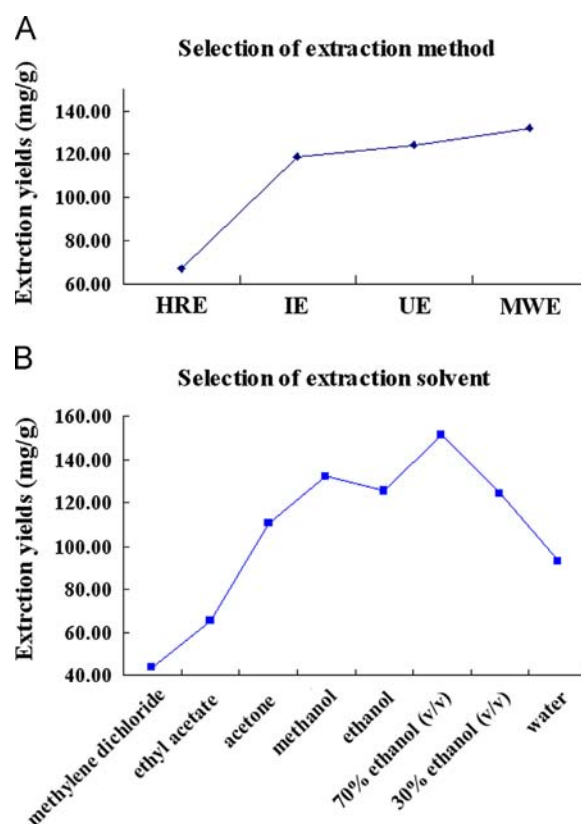 A
Selection of extraction method
Extrction yields (mg/g)
140.00
120.00
100.00
80.00
60.00
HRE IE UE MWE
B
Selection of extraction solvent
Extrction yields (mg/g)
160.00
140.00
120.00
100.00
80.00
60.00
40.00
methylene dichloride
ethyl acetate
acetone
methanol
ethanol
70% ethanol (v/v)
30% ethanol (v/v)
water